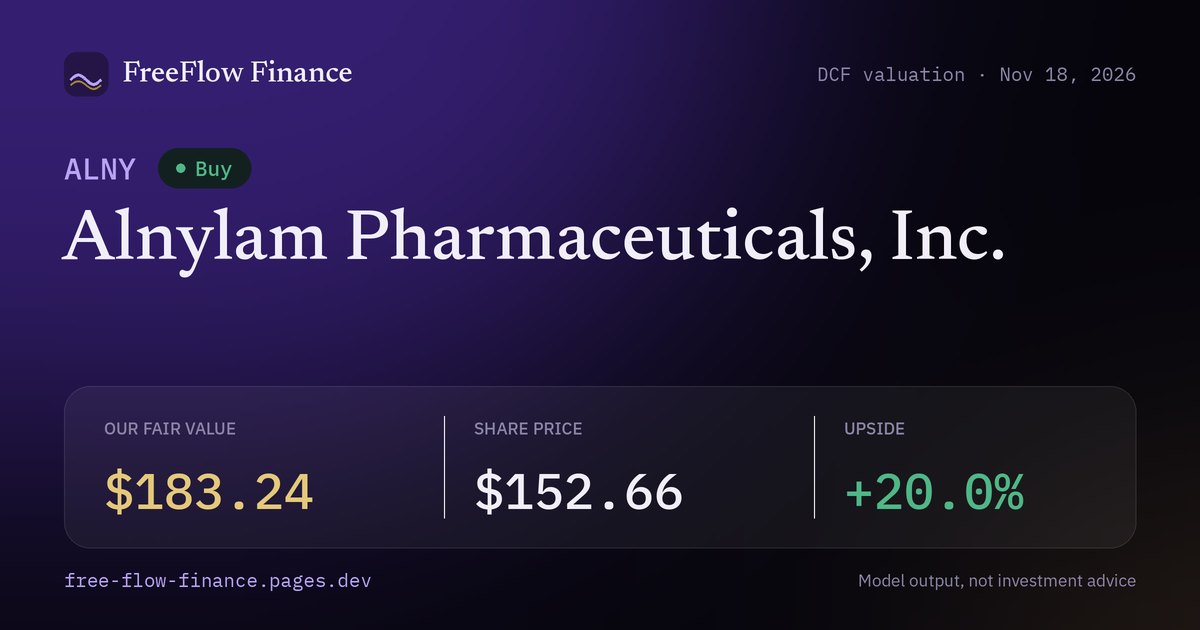 FreeFlow Finance
DCF valuation · Nov 18, 2026
ALNY
Buy
Alnylam Pharmaceuticals, Inc.
OUR FAIR VALUE
$183.24
SHARE PRICE
$152.66
UPSIDE
+20.0%
free-flow-finance.pages.dev
Model output, not investment advice